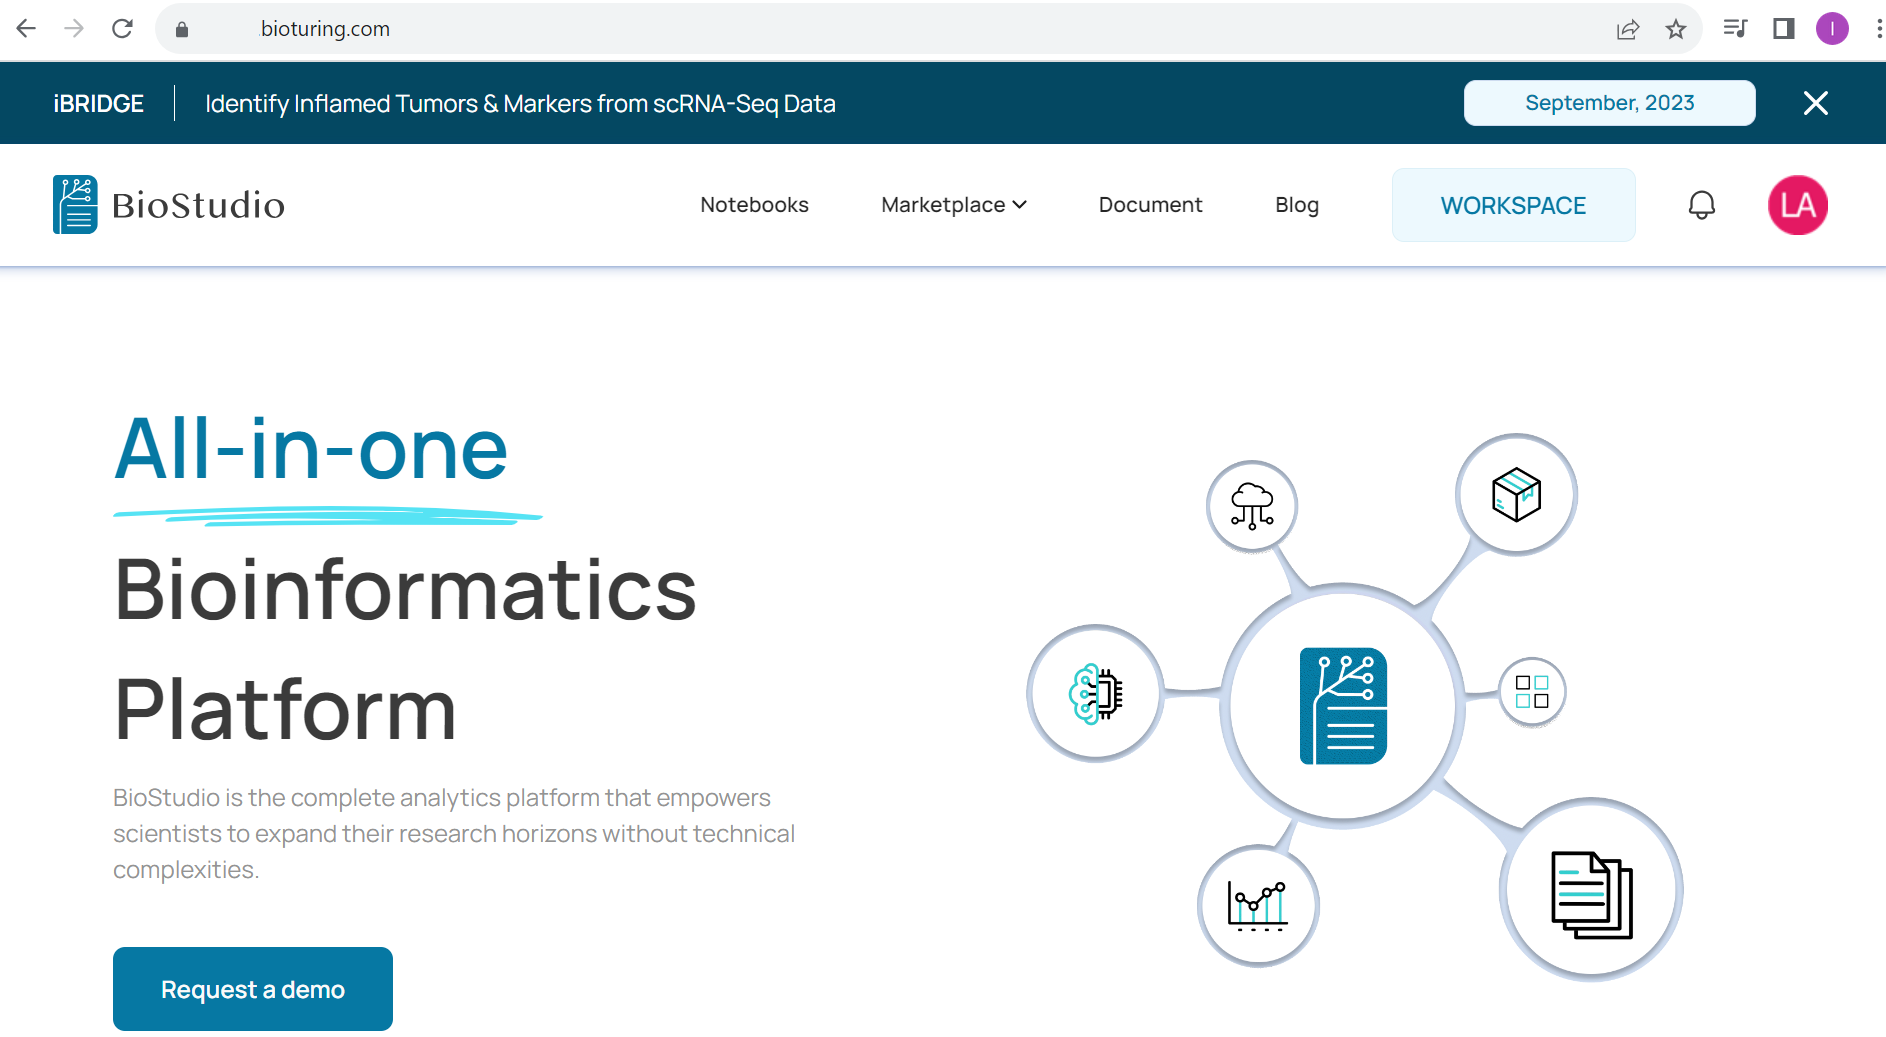 bioturing.com
I
iBRIDGE
Identify Inflamed Tumors & Markers from scRNA-Seq Data
September, 2023
BioStudio
Notebooks
Marketplace
Document
Blog
WORKSPACE
LA
All-in-one
Bioinformatics
Platform
BioStudio is the complete analytics platform that empowers
scientists to expand their research horizons without technical
complexities.
Request a demo